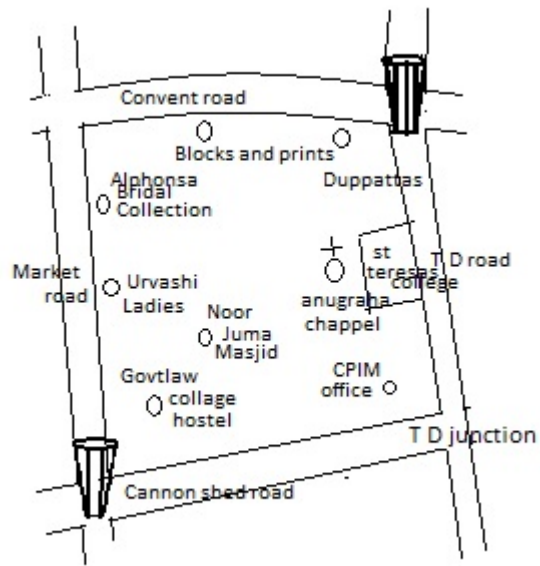 Convent road
Blocks and prints
Alphonsa
Bridal
Collection
Duppattas
st
teresas
college
T D road
Market
road
Urvashi
Ladies
anugraha
chappel
Noor
Juma
Masjid
Govtlaw
collage
hostel
CPIM
office
T D junction
Cannon shed road